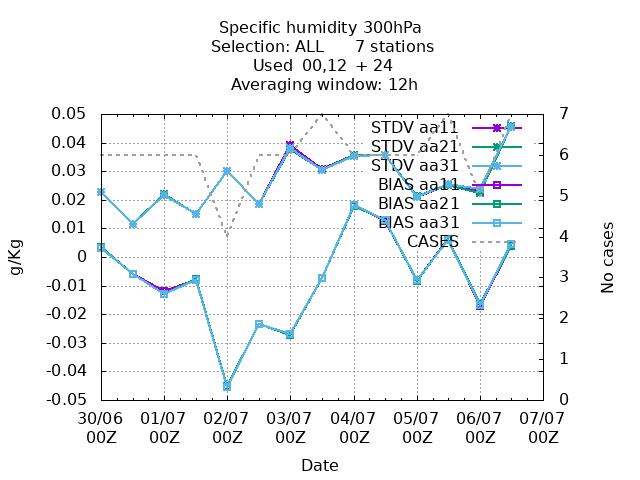 Specific humidity 300hPa
Selection: ALL 7 stations
Used 00,12 + 24
Averaging window: 12h
g/Kg
0.05
0.04
0.03
0.02
0.01
0
-0.01
-0.02
-0.03
-0.04
-0.05
STDV aa11
STDV aa21
STDV aa31
BIAS aa11
BIAS aa21
BIAS aa31
CASES
7
6
5
4
3
2
1
0
No cases
30/06 01/07 02/07 03/07 04/07 05/07 06/07 07/07
00Z 00Z 00Z 00Z 00Z 00Z 00Z 00Z
Date